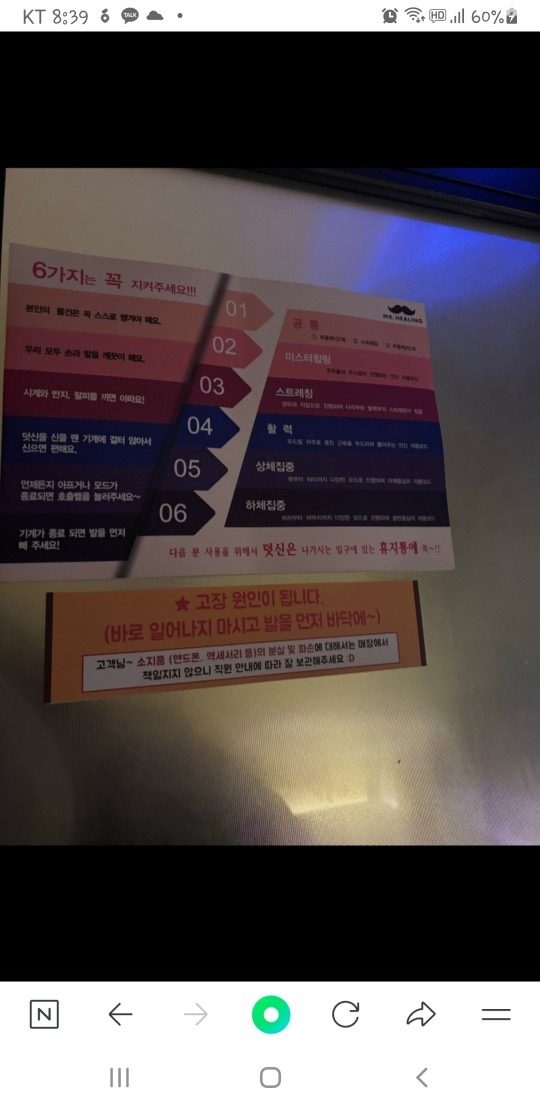 KT 8:39
TALK
HD
60%
6가지는 꼭 지켜주세요!!!
MR. HEALING
본인의 물건은 꼭 스스로 챙겨야 해요.
01
공통
우리 모두 손과 발을 깨끗이 해요.
02
미스터힐링
시계와 반지, 팔찌를 끼면 아파요!
03
스트레칭
덧신을 신을 땐 기계에 걸터 앉아서
신으면 편해요.
04
활력
언제든지 아프거나 모드가
종료되면 호출벨을 눌러주세요~
05
상체집중
기계가 종료 되면 발을 먼저
빼 주세요!
06
하체집중
다음 분 사용을 위해서 덧신은 나가시는 입구에 있는 휴지통에 쏙~!!
★ 고장 원인이 됩니다.
(바로 일어나지 마시고 발을 먼저 바닥에~)
고객님~ 소지품 (핸드폰, 액세서리 등)의 분실 및 파손에 대해서는 매장에서
책임지지 않으니 직원 안내에 따라 잘 보관해주세요 :D
N